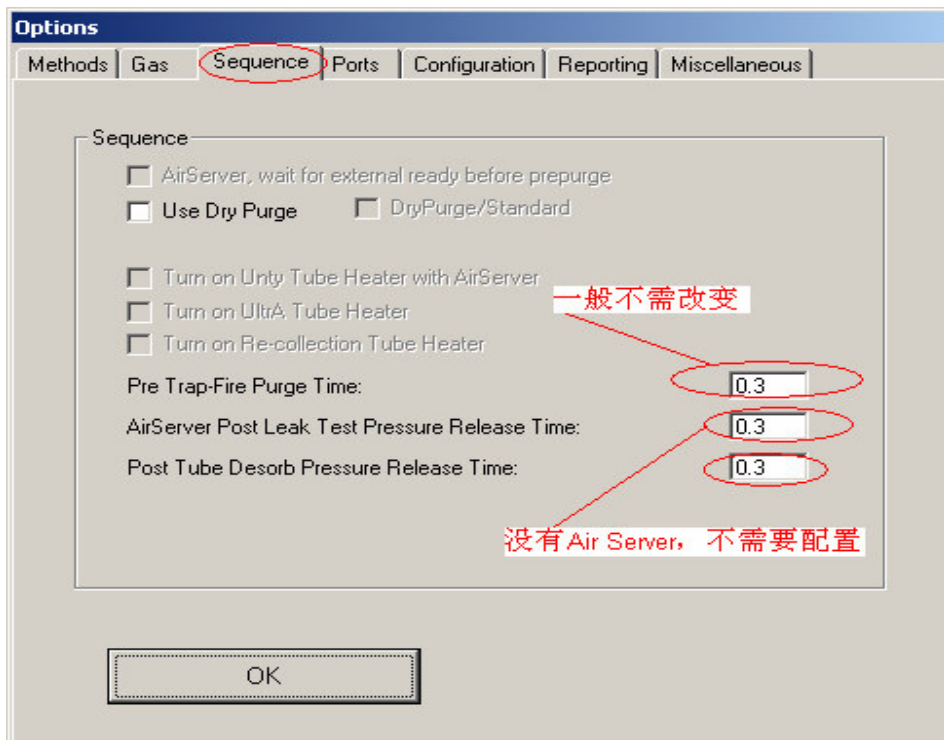 Options
Methods Gas Sequence Ports Configuration Reporting Miscellaneous
Sequence
AirServer, wait for external ready before prepurge
Use Dry Purge DryPurge/Standard
Turn on Unty Tube Heater with AirServer
一般不需改变
Turn on UltrA Tube Heater
Turn on Re-collection Tube Heater
Pre Trap-Fire Purge Time: 0.3
AirServer Post Leak Test Pressure Release Time: 0.3
Post Tube Desorb Pressure Release Time: 0.3
没有Air Server，不需要配置
OK